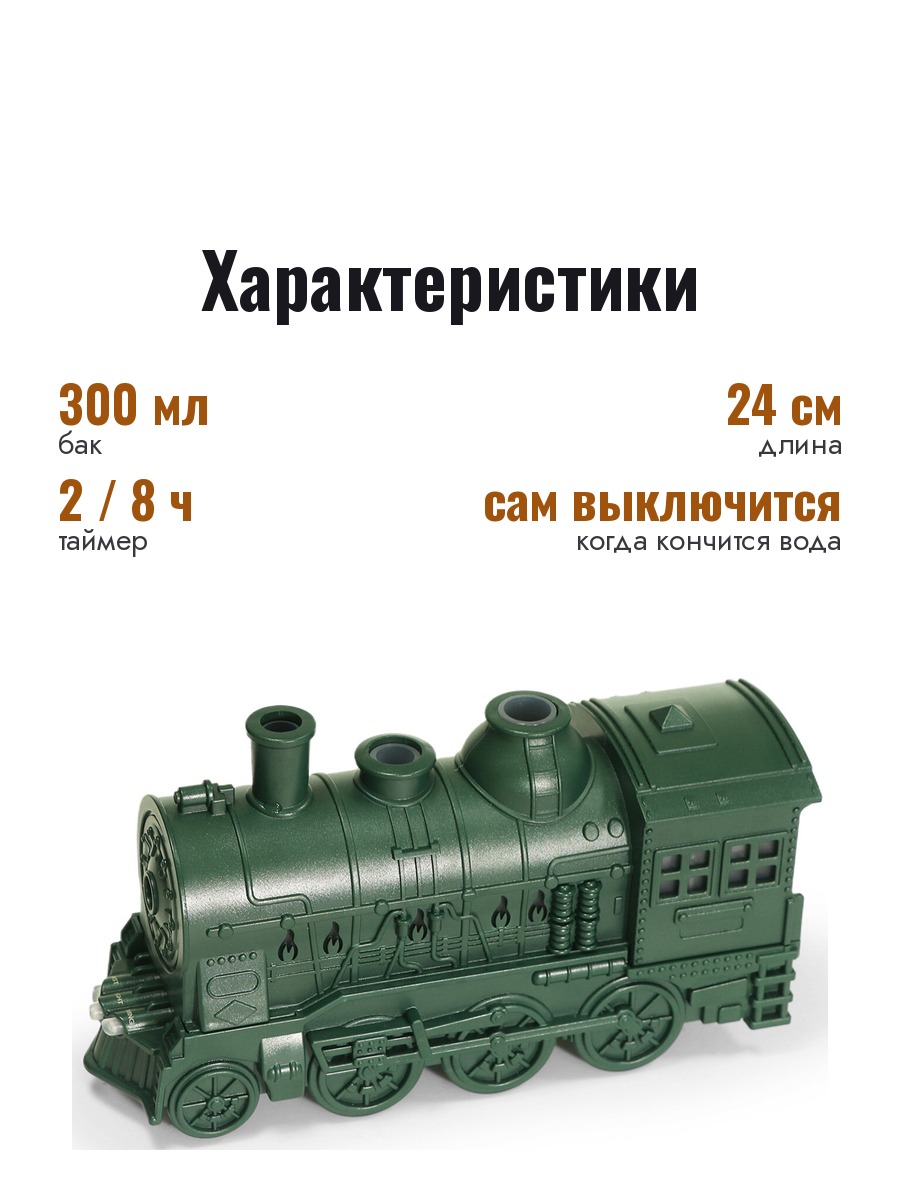 Характеристики
300 мл
бак
24 см
длина
2 / 8 ч
таймер
сам выключится
когда кончится вода